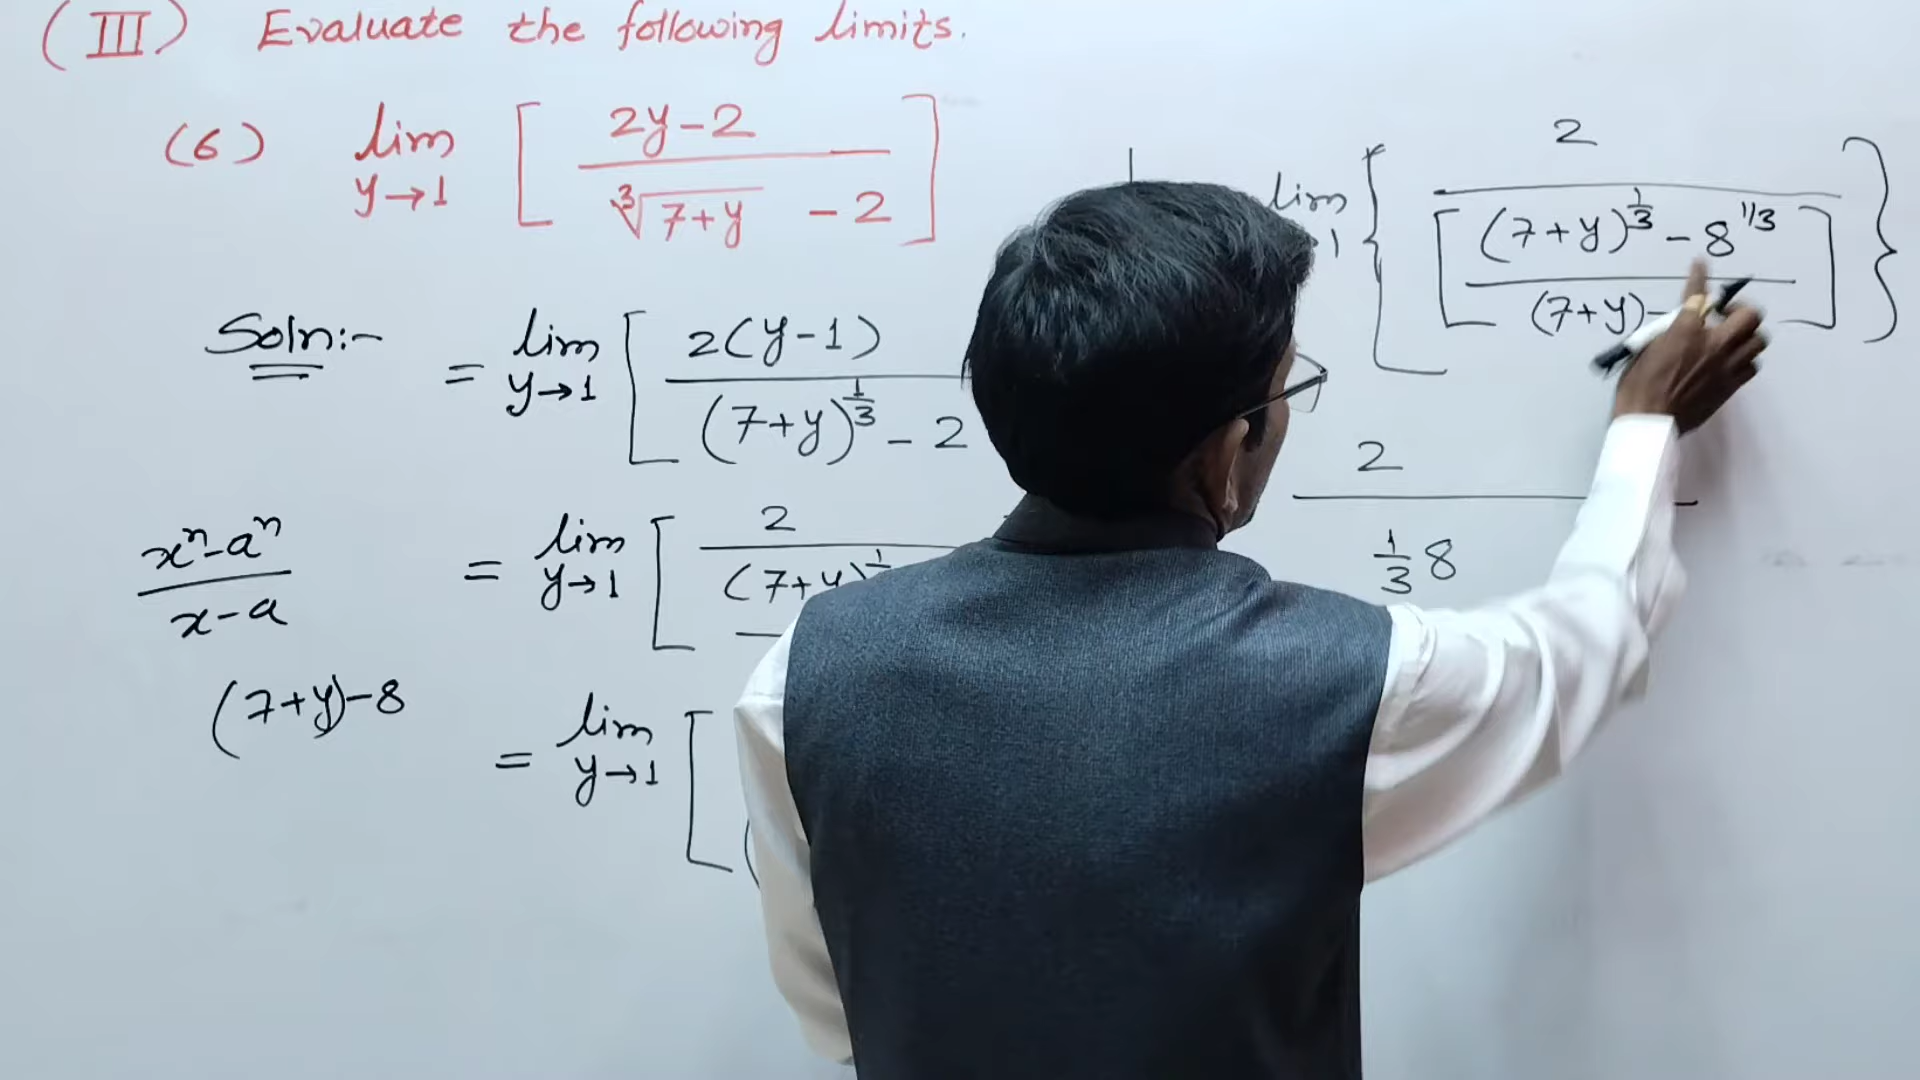 (III) Evaluate the following limits.
(6) lim y→1 [ 2y-2 / ∛7+y - 2 ]
Soln:- = lim y→1 [ 2(y-1) / (7+y)^1/3 - 2
x^n-a^n / x-a
= lim y→1 [ 2 / (7+y)
(7+y)-8
= lim y→1 [
lim 1 { 2 / [ (7+y)^1/3 - 8^1/3 / (7+y)- ] }
2 / 1/3 8